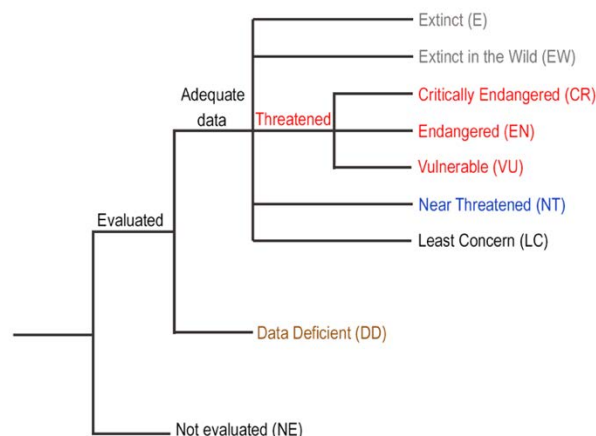 Extinct (E)
Extinct in the Wild (EW)
Adequate
data
Threatened
Critically Endangered (CR)
Endangered (EN)
Vulnerable (VU)
Near Threatened (NT)
Least Concern (LC)
Evaluated
Data Deficient (DD)
Not evaluated (NE)